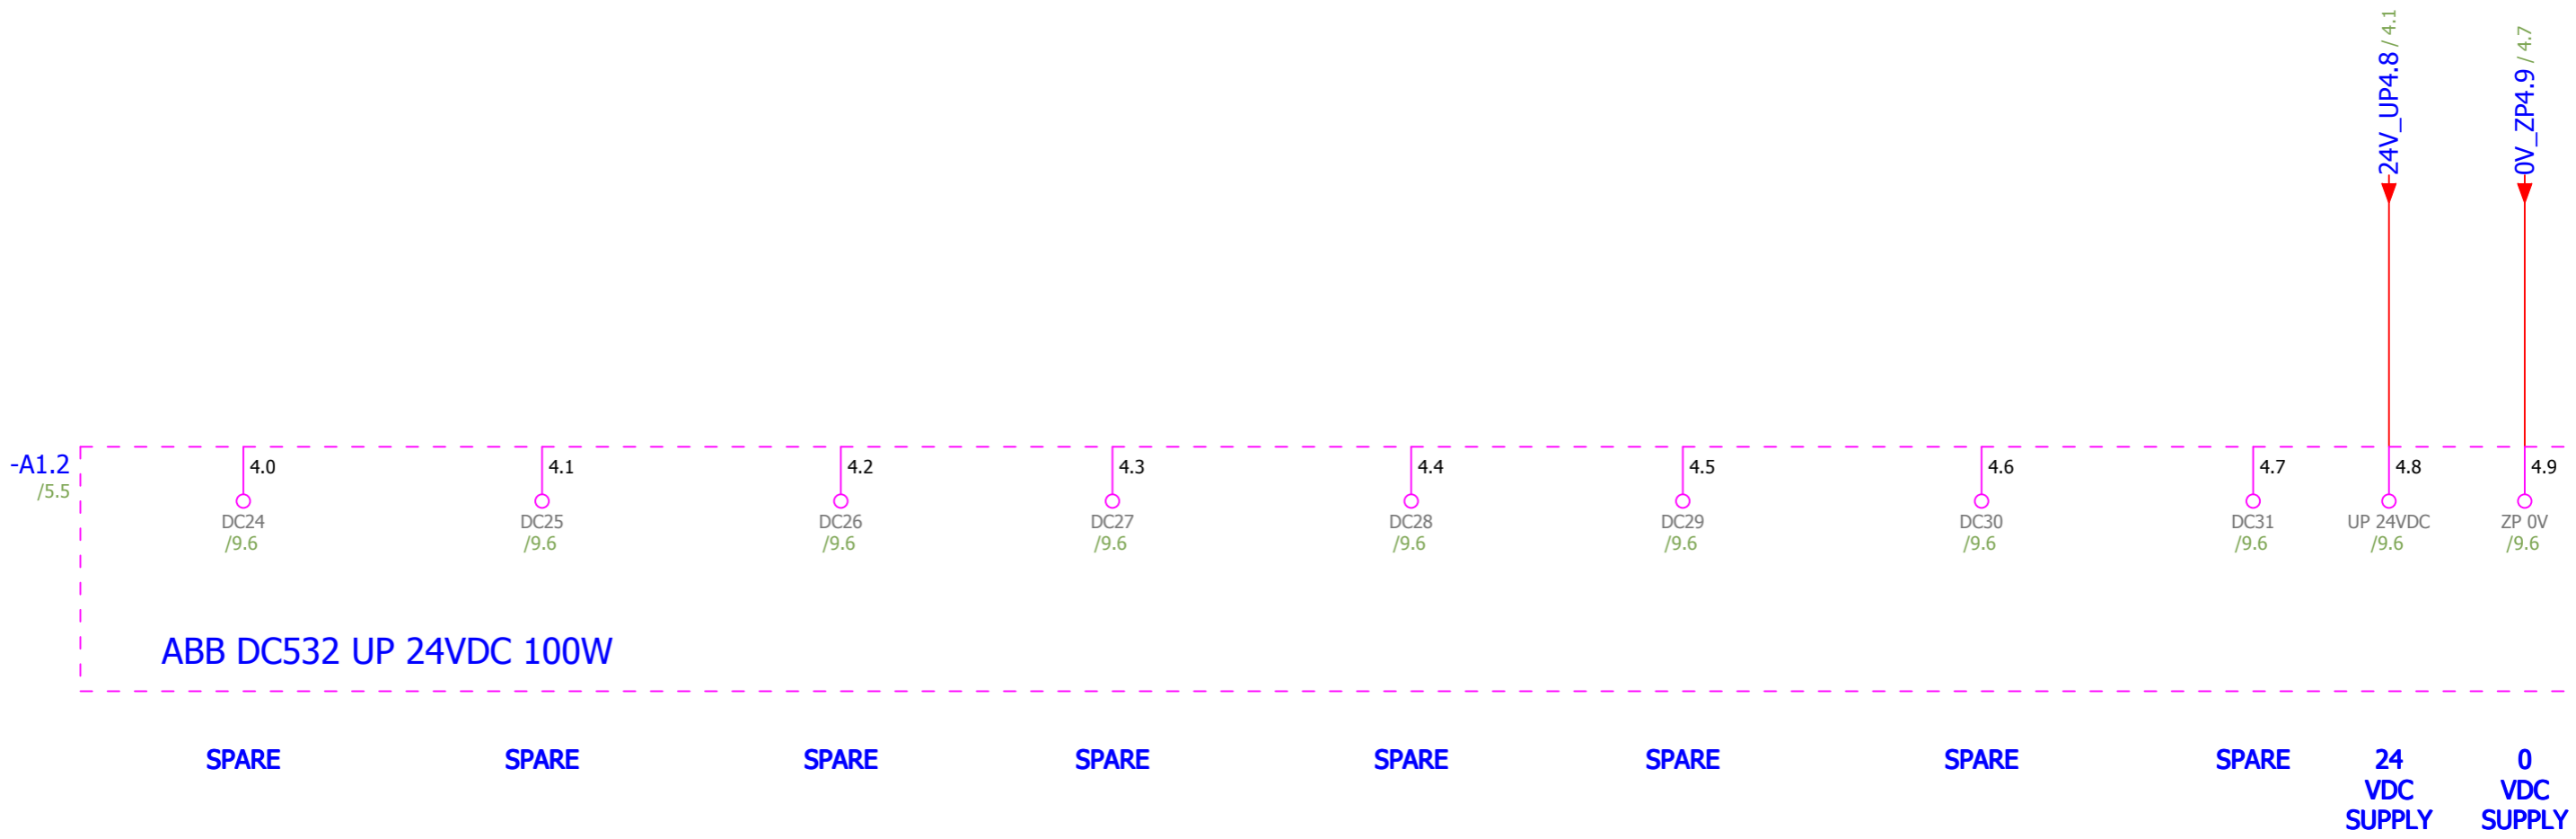 24V_UP4.8 / 4.1
0V_ZP4.9 / 4.7
-A1.2
/5.5
4.0
4.1
4.2
4.3
4.4
4.5
4.6
4.7
4.8
4.9
DC24
/9.6
DC25
/9.6
DC26
/9.6
DC27
/9.6
DC28
/9.6
DC29
/9.6
DC30
/9.6
DC31
/9.6
UP 24VDC
/9.6
ZP 0V
/9.6
ABB DC532 UP 24VDC 100W
SPARE
SPARE
SPARE
SPARE
SPARE
SPARE
SPARE
SPARE
24
VDC
SUPPLY
0
VDC
SUPPLY